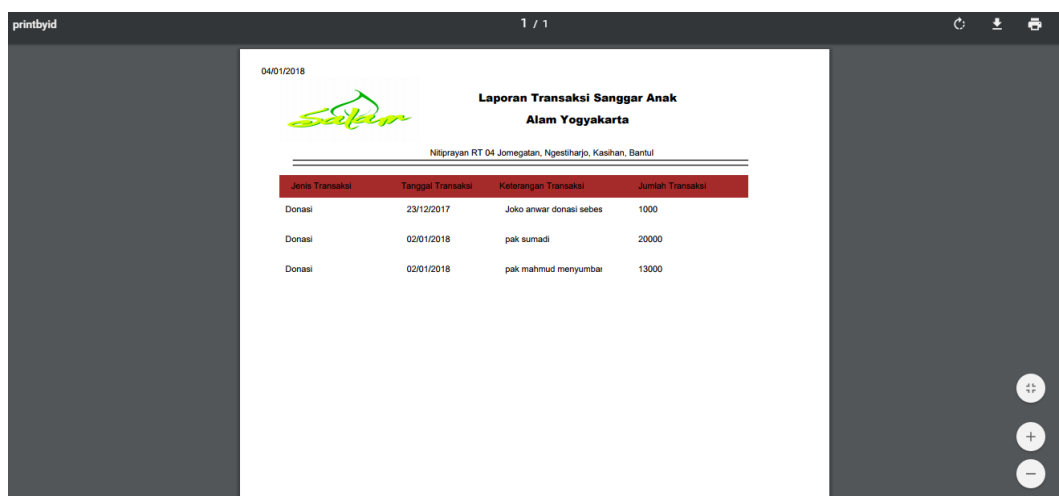 printbyid
1 / 1
04/01/2018
Salam
Laporan Transaksi Sanggar Anak
Alam Yogyakarta
Nitiprayan RT 04 Jomegatan, Ngestiharjo, Kasihan, Bantul
Jenis Transaksi Tanggal Transaksi Keterangan Transaksi Jumlah Transaksi
Donasi 23/12/2017 Joko anwar donasi sebes 1000
Donasi 02/01/2018 pak sumadi 20000
Donasi 02/01/2018 pak mahmud menyumba 13000